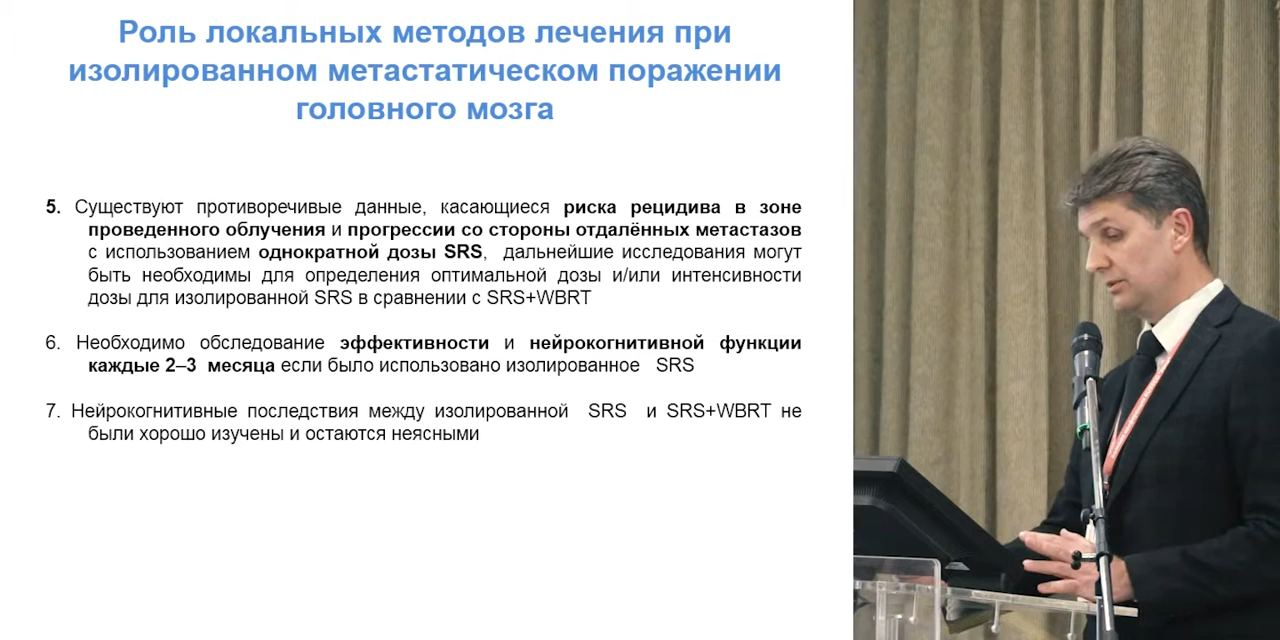 Роль локальных методов лечения при
изолированном метастатическом поражении
головного мозга
5. Существуют противоречивые данные, касающиеся риска рецидива в зоне
проведенного облучения и прогрессии со стороны отдалённых метастазов
с использованием однократной дозы SRS, дальнейшие исследования могут
быть необходимы для определения оптимальной дозы и/или интенсивности
дозы для изолированной SRS в сравнении с SRS+WBRT
6. Необходимо обследование эффективности и нейрокогнитивной функции
каждые 2–3 месяца если было использовано изолированное SRS
7. Нейрокогнитивные последствия между изолированной SRS и SRS+WBRT не
были хорошо изучены и остаются неясными